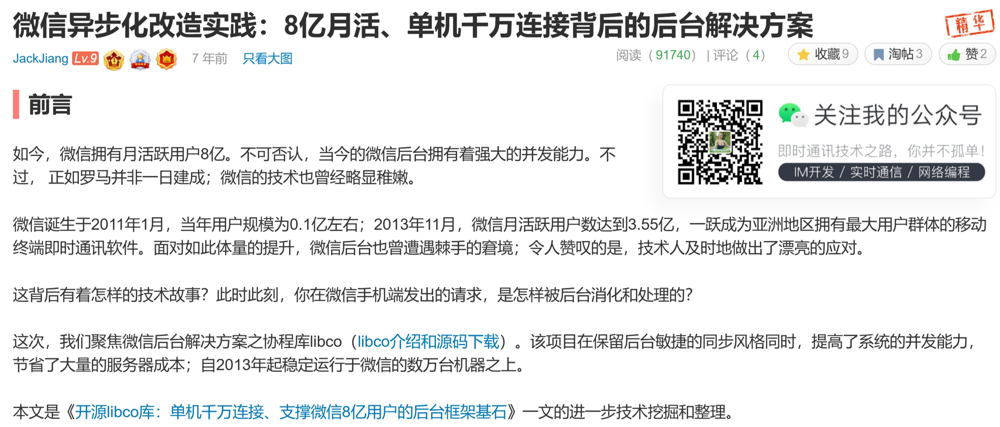 微信异步化改造实践：8亿月活、单机千万连接背后的后台解决方案
精华
JackJiang Lv.9 7 年前 只看大图 阅读（91740） | 评论（4） 收藏9 淘帖3 赞2
前言
关注我的公众号
即时通讯技术之路，你并不孤单！
IM开发 / 实时通信 / 网络编程
如今，微信拥有月活跃用户8亿。不可否认，当今的微信后台拥有着强大的并发能力。不
过， 正如罗马并非一日建成；微信的技术也曾经略显稚嫩。
微信诞生于2011年1月，当年用户规模为0.1亿左右；2013年11月，微信月活跃用户数达到3.55亿，一跃成为亚洲地区拥有最大用户群体的移动
终端即时通讯软件。面对如此体量的提升，微信后台也曾遭遇棘手的窘境；令人赞叹的是，技术人及时地做出了漂亮的应对。
这背后有着怎样的技术故事？此时此刻，你在微信手机端发出的请求，是怎样被后台消化和处理的？
这次，我们聚焦微信后台解决方案之协程库libco（libco介绍和源码下载）。该项目在保留后台敏捷的同步风格同时，提高了系统的并发能力，
节省了大量的服务器成本；自2013年起稳定运行于微信的数万台机器之上。
本文是《开源libco库：单机千万连接、支撑微信8亿用户的后台框架基石》一文的进一步技术挖掘和整理。